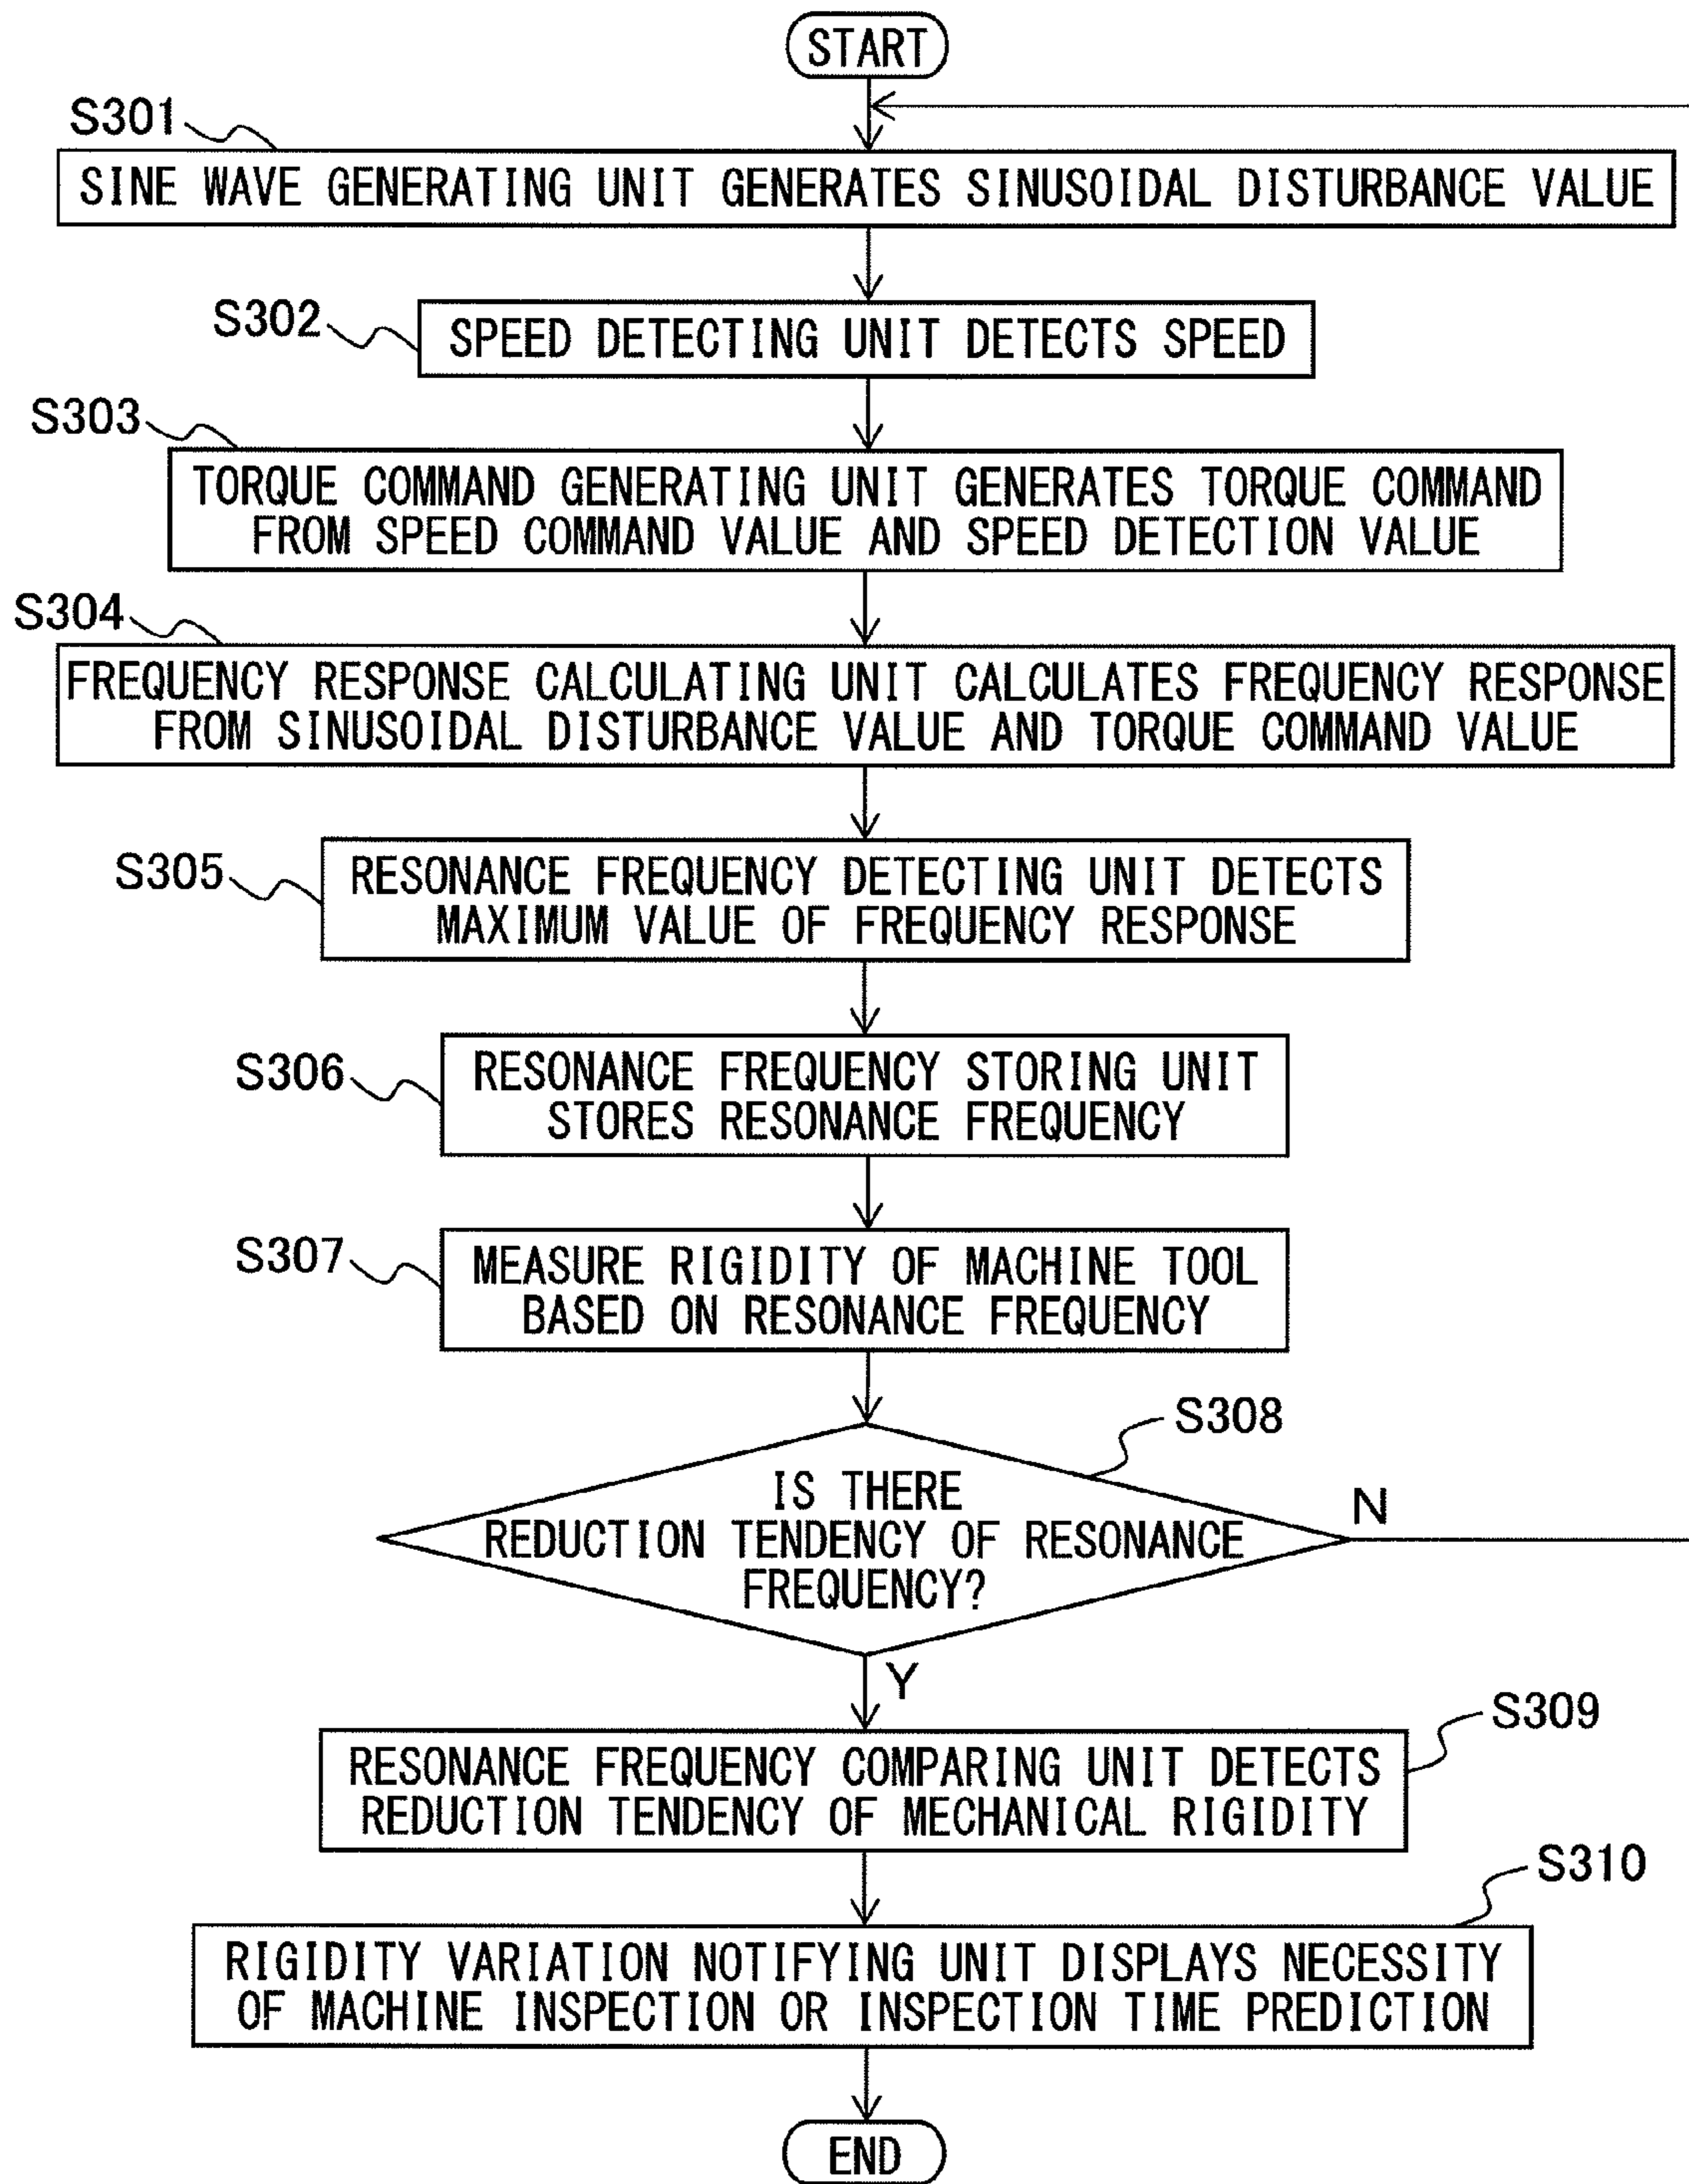 START
S301
SINE WAVE GENERATING UNIT GENERATES SINUSOIDAL DISTURBANCE VALUE
S302
SPEED DETECTING UNIT DETECTS SPEED
S303
TORQUE COMMAND GENERATING UNIT GENERATES TORQUE COMMAND
FROM SPEED COMMAND VALUE AND SPEED DETECTION VALUE
S304
FREQUENCY RESPONSE CALCULATING UNIT CALCULATES FREQUENCY RESPONSE
FROM SINUSOIDAL DISTURBANCE VALUE AND TORQUE COMMAND VALUE
S305
RESONANCE FREQUENCY DETECTING UNIT DETECTS
MAXIMUM VALUE OF FREQUENCY RESPONSE
S306
RESONANCE FREQUENCY STORING UNIT
STORES RESONANCE FREQUENCY
S307
MEASURE RIGIDITY OF MACHINE TOOL
BASED ON RESONANCE FREQUENCY
S308
IS THERE
REDUCTION TENDENCY OF RESONANCE
FREQUENCY?
N
Y
S309
RESONANCE FREQUENCY COMPARING UNIT DETECTS
REDUCTION TENDENCY OF MECHANICAL RIGIDITY
S310
RIGIDITY VARIATION NOTIFYING UNIT DISPLAYS NECESSITY
OF MACHINE INSPECTION OR INSPECTION TIME PREDICTION
END